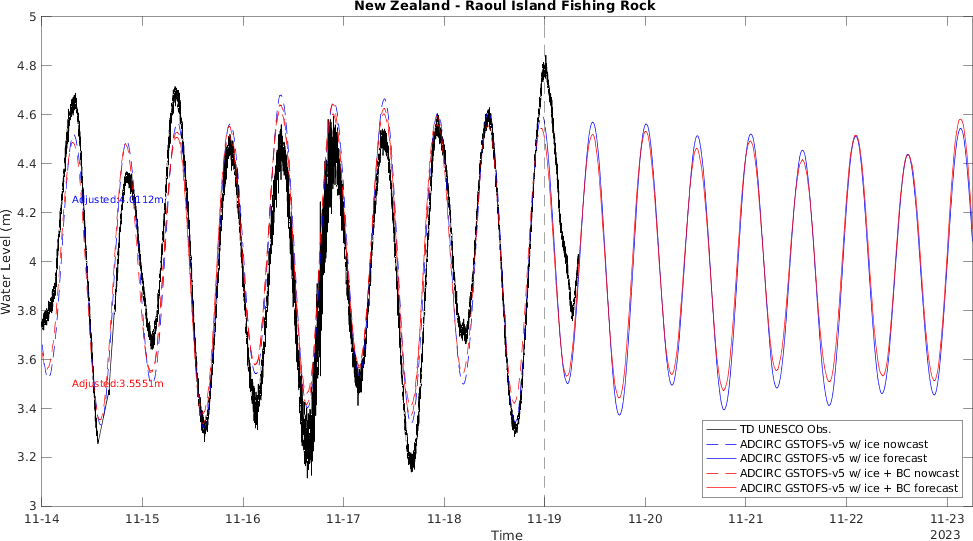 New Zealand - Raoul Island Fishing Rock
5
4.8
4.6
4.4
4.2
4
3.8
3.6
3.4
3.2
3
Water Level (m)
Adjusted:4.0112m
Adjusted:3.5551m
TD UNESCO Obs.
ADCIRC GSTOFS-v5 w/ ice nowcast
ADCIRC GSTOFS-v5 w/ ice forecast
ADCIRC GSTOFS-v5 w/ ice + BC nowcast
ADCIRC GSTOFS-v5 w/ ice + BC forecast
11-14 11-15 11-16 11-17 11-18 11-19 11-20 11-21 11-22 11-23
Time
2023